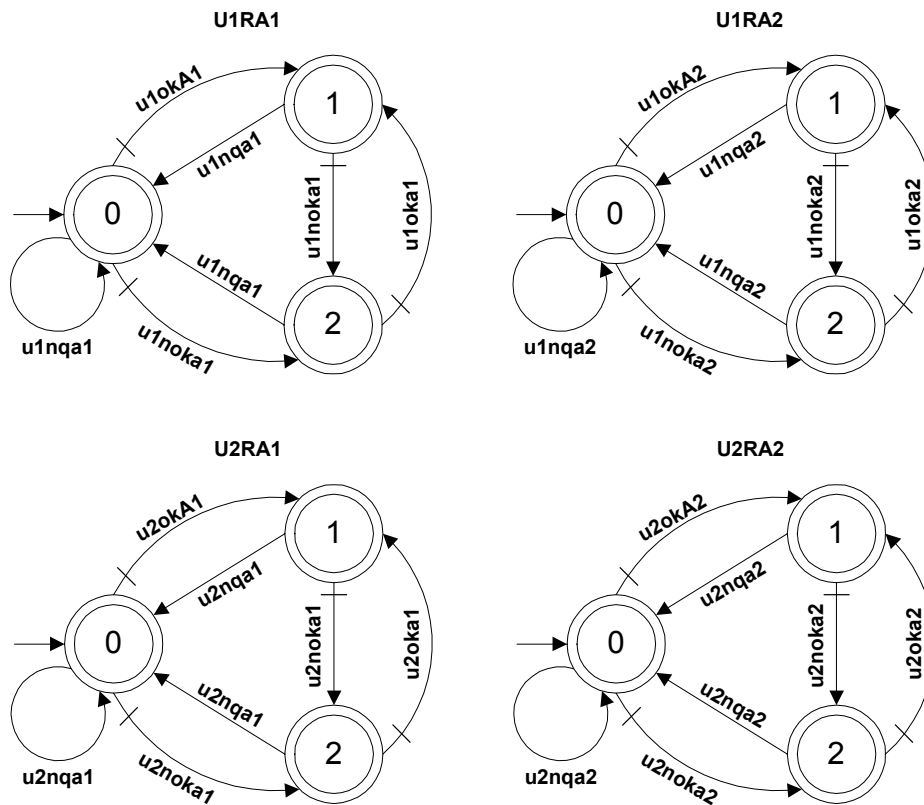 U1RA1
u1okA1
1
u1nqa1
0
u1noka1
u1oka1
u1nqa1
2
u1nqa1
u1noka1
U1RA2
u1okA2
1
u1nqa2
0
u1noka2
u1oka2
u1nqa2
2
u1nqa2
u1noka2
U2RA1
u2okA1
1
u2nqa1
0
u2noka1
u2oka1
u2nqa1
2
u2nqa1
u2noka1
U2RA2
u2okA2
1
u2nqa2
0
u2noka2
u2oka2
u2nqa2
2
u2nqa2
u2noka2